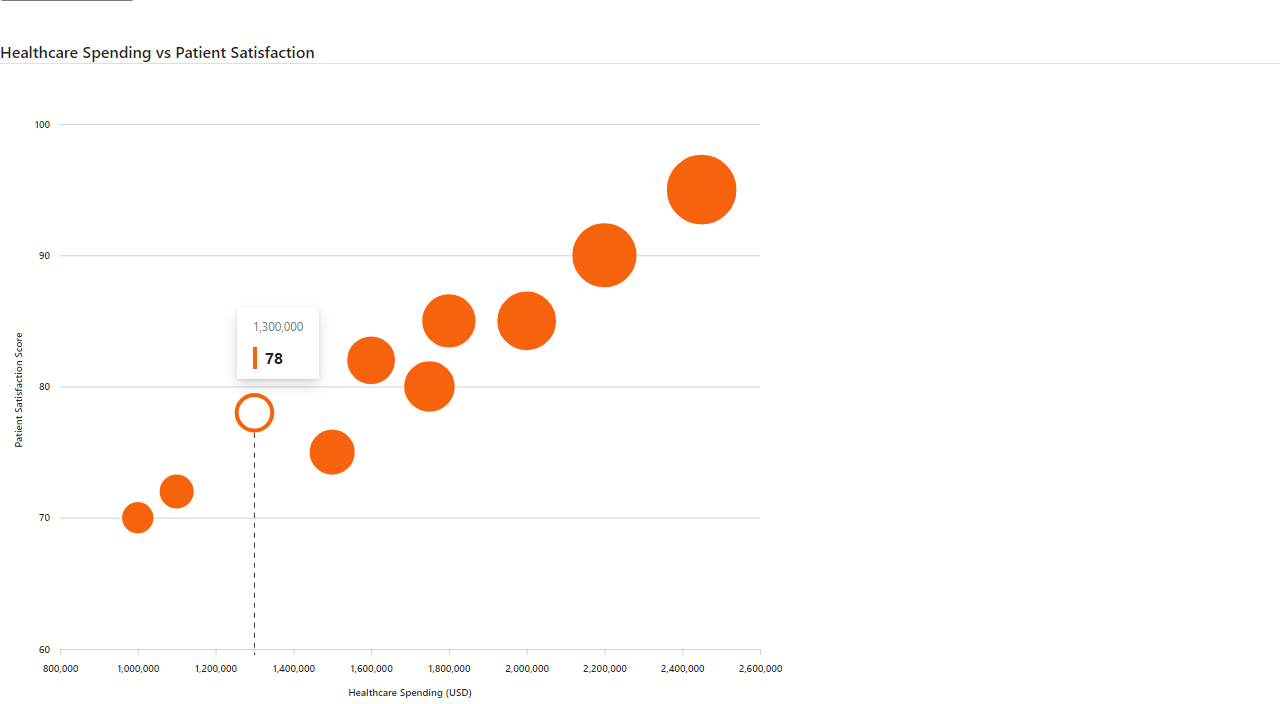 Healthcare Spending vs Patient Satisfaction
100
90
1,300,000
78
80
70
60
Patient Satisfaction Score
800,000 1,000,000 1,200,000 1,400,000 1,600,000 1,800,000 2,000,000 2,200,000 2,400,000 2,600,000
Healthcare Spending (USD)